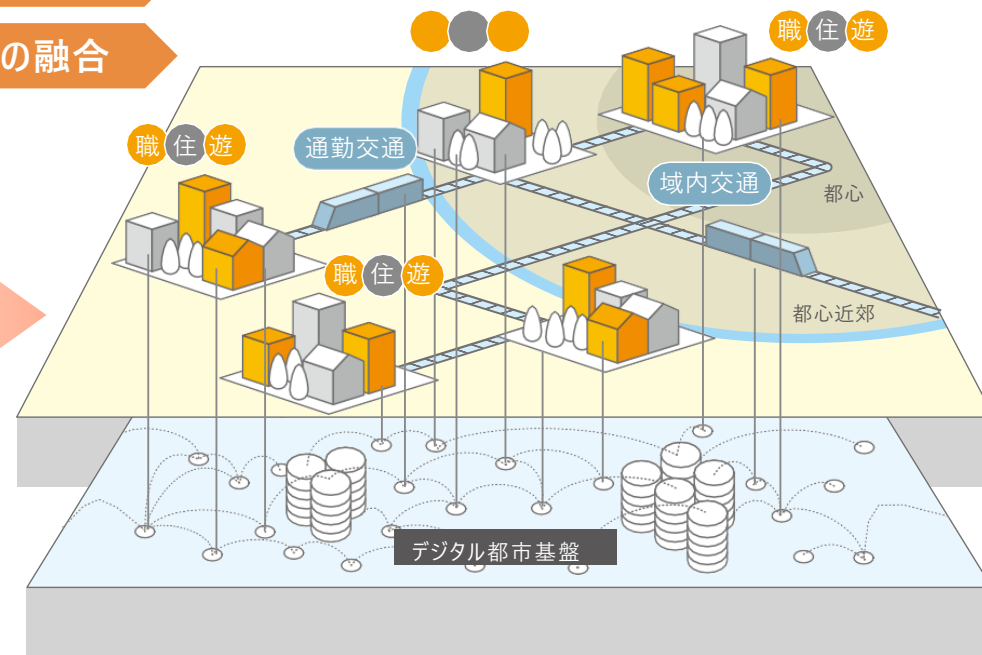 の融合
職住遊
職住遊
通勤交通
域内交通
都心
職住遊
都心近郊
デジタル都市基盤